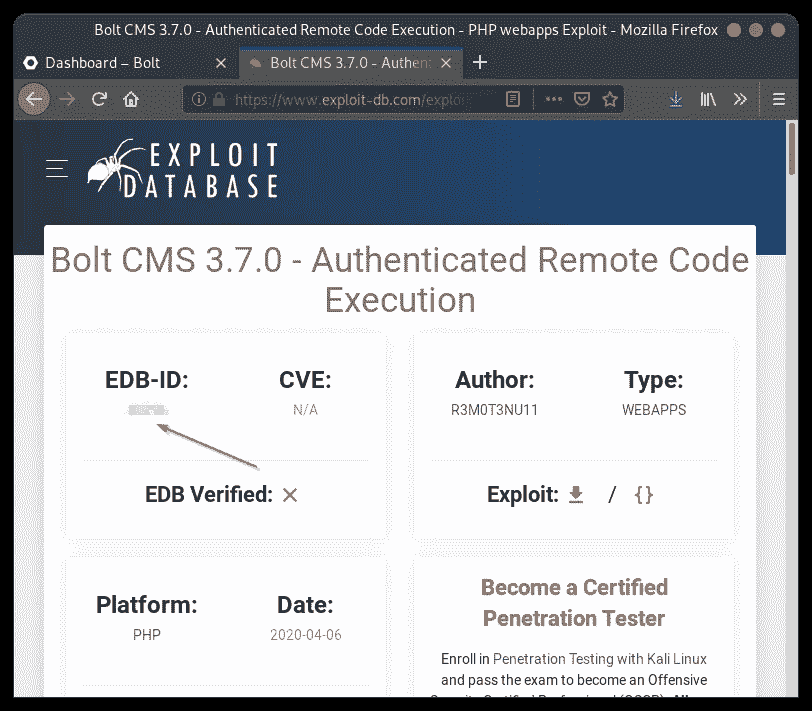 Bolt CMS 3.7.0 - Authenticated Remote Code Execution - PHP webapps Exploit - Mozilla Firefox
Dashboard – Bolt
Bolt CMS 3.7.0 - Authen
https://www.exploit-db.com/explo
EXPLOIT
DATABASE
Bolt CMS 3.7.0 - Authenticated Remote Code
Execution
EDB-ID:
CVE:
N/A
EDB Verified:
Author:
R3M0T3NU11
Type:
WEBAPPS
Exploit: / {}
Platform:
PHP
Date:
2020-04-06
Become a Certified
Penetration Tester
Enroll in Penetration Testing with Kali Linux
and pass the exam to become an Offensive